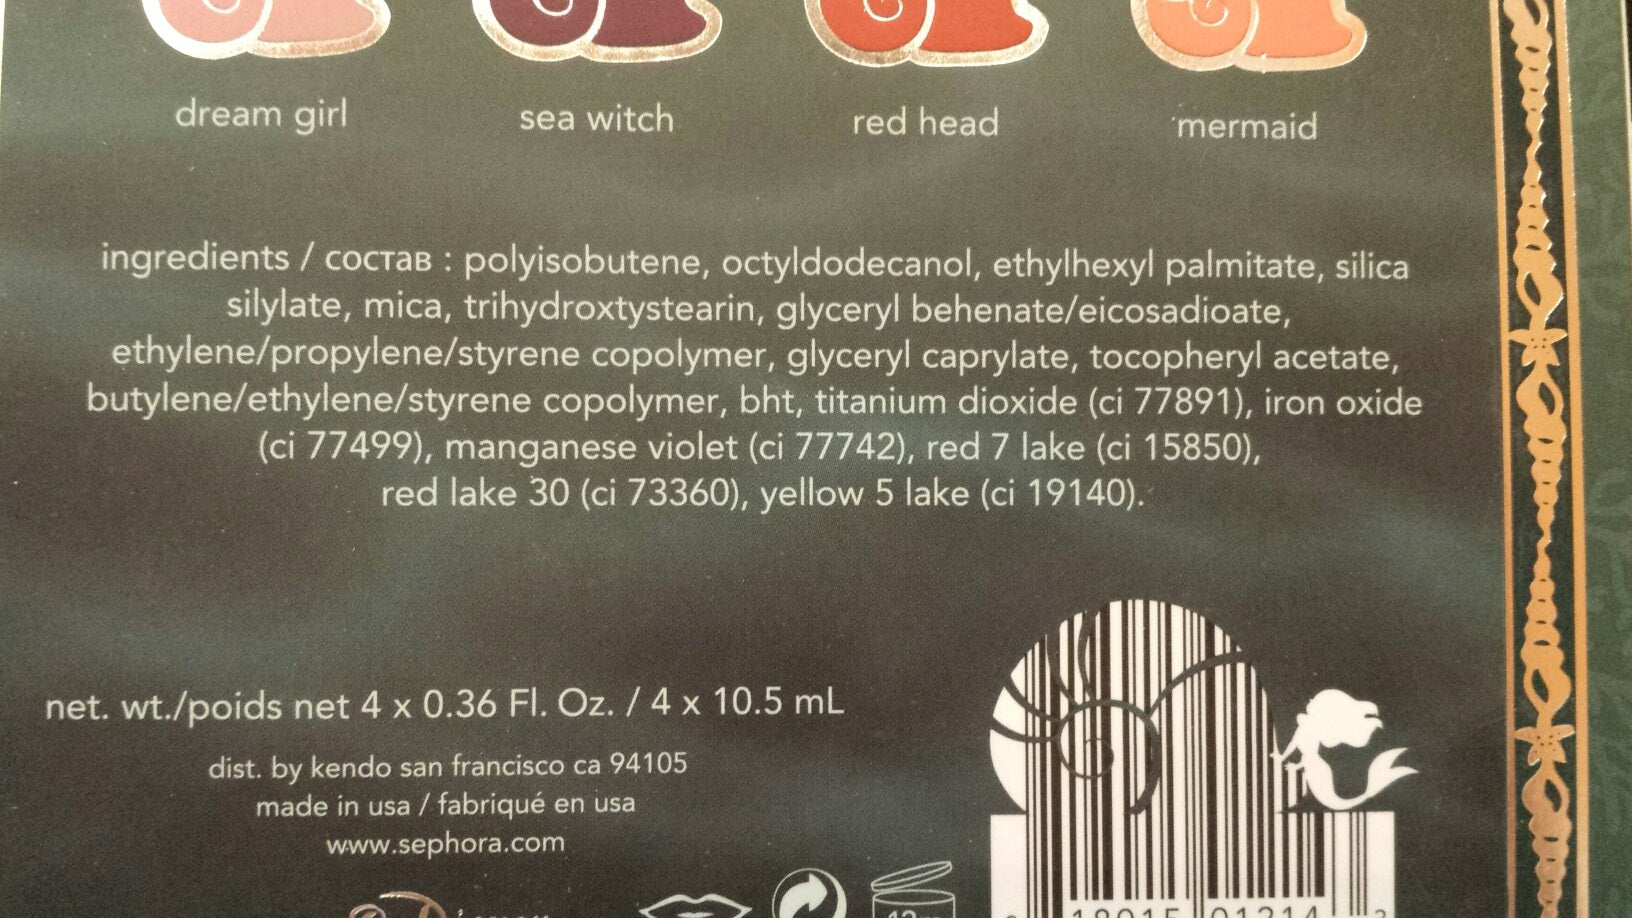 dream girl sea witch red head mermaid
ingredients / состав : polyisobutene, octyldodecanol, ethylhexyl palmitate, silica
silylate, mica, trihydroxtystearin, glyceryl behenate/eicosadioate,
ethylene/propylene/styrene copolymer, glyceryl caprylate, tocopheryl acetate,
butylene/ethylene/styrene copolymer, bht, titanium dioxide (ci 77891), iron oxide
(ci 77499), manganese violet (ci 77742), red 7 lake (ci 15850),
red lake 30 (ci 73360), yellow 5 lake (ci 19140).
net. wt./poids net 4 x 0.36 Fl. Oz. / 4 x 10.5 mL
dist. by kendo san francisco ca 94105
made in usa / fabriqué en usa
www.sephora.com